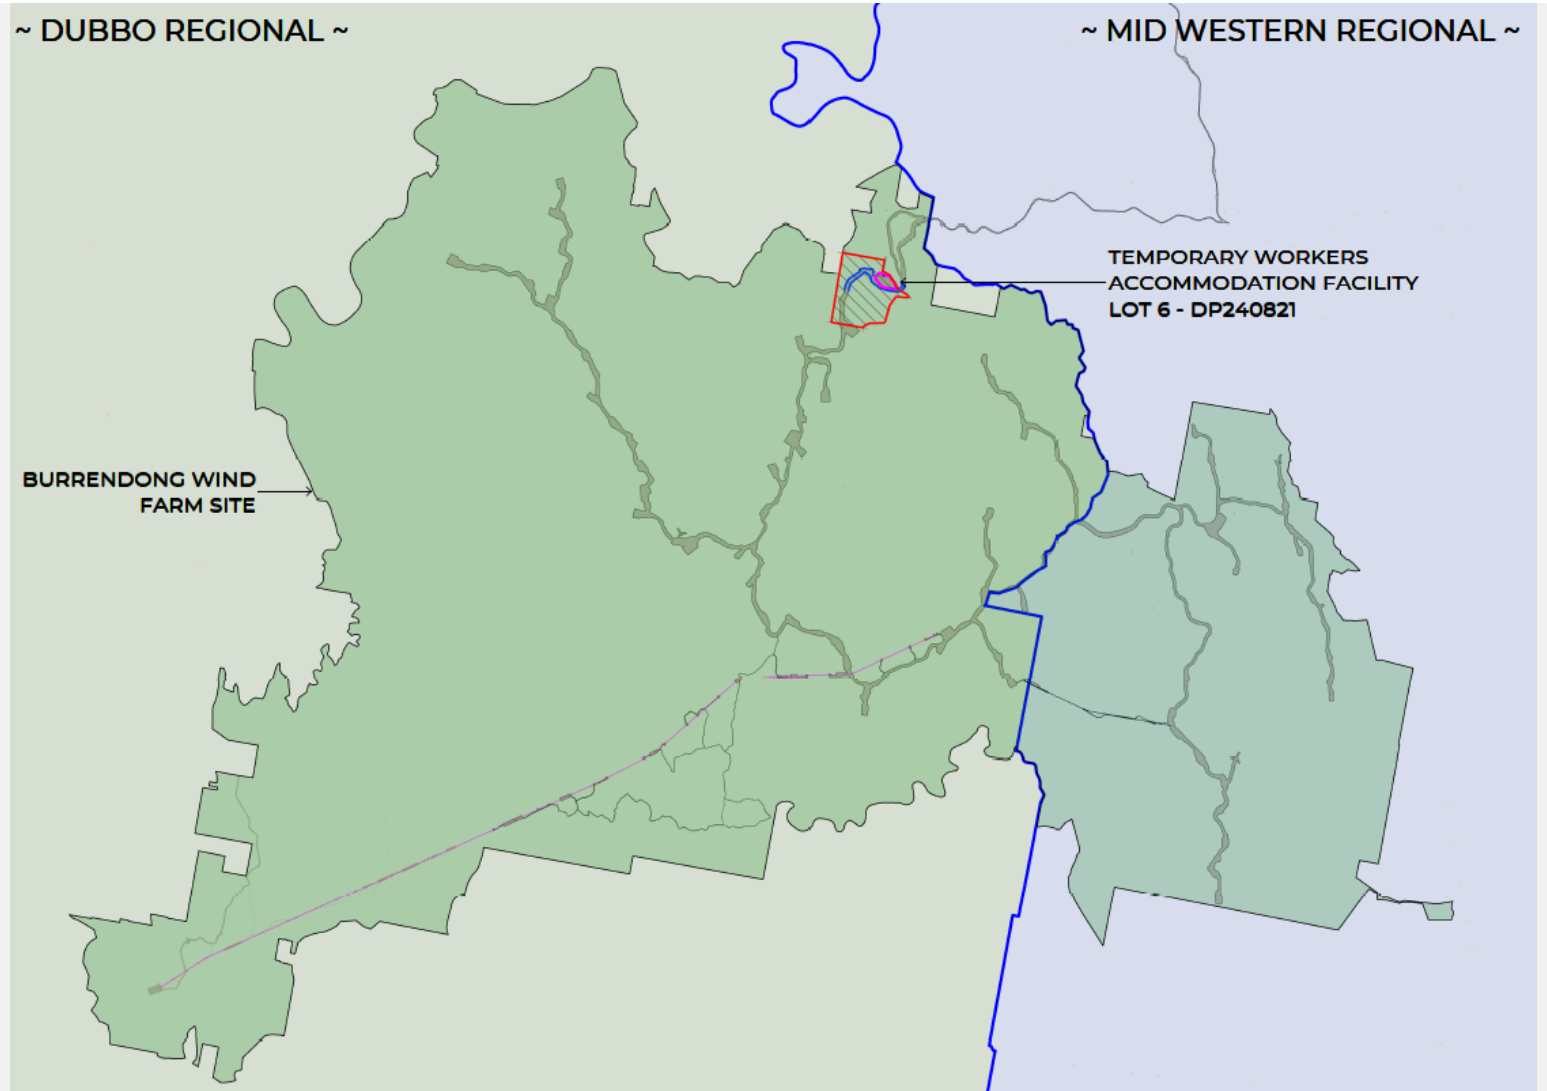 ~ DUBBO REGIONAL ~
~ MID WESTERN REGIONAL ~
TEMPORARY WORKERS
ACCOMMODATION FACILITY
LOT 6 - DP240821
BURRENDONG WIND
FARM SITE